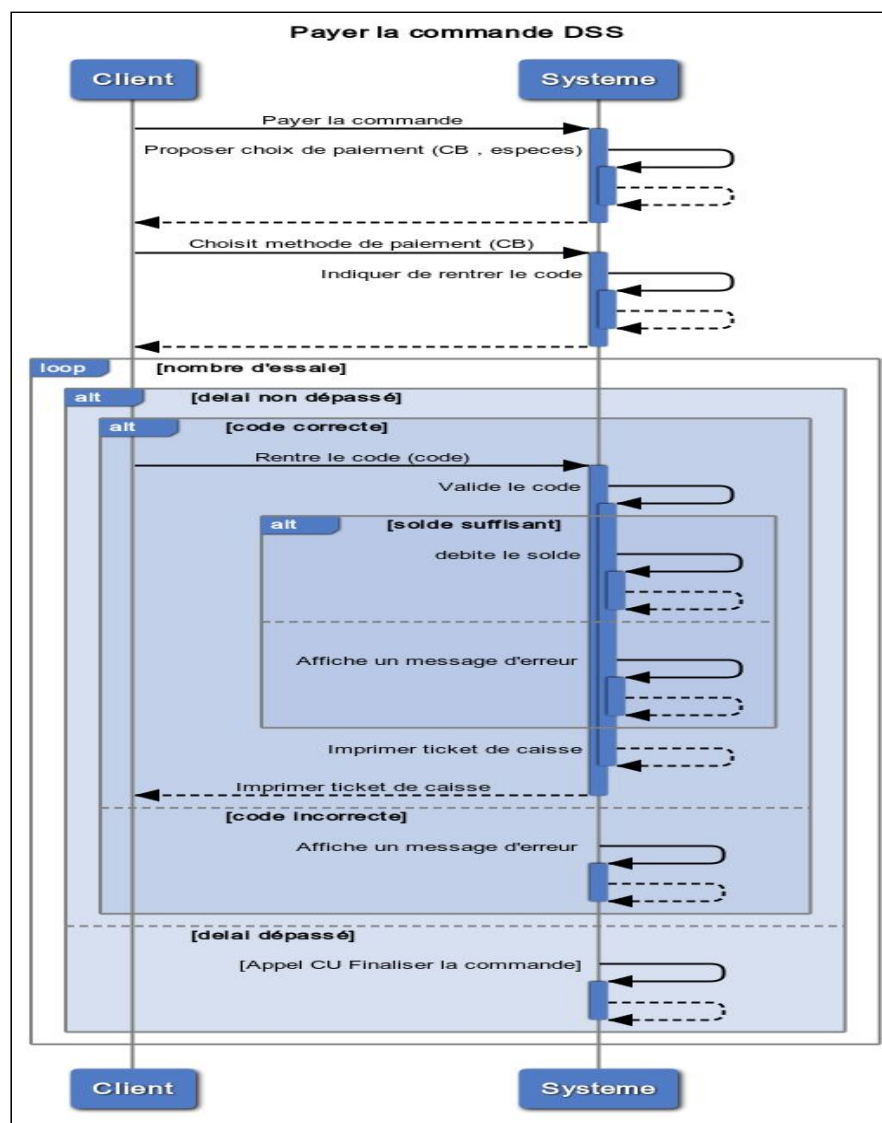 Payer la commande DSS
Client
Systeme
Payer la commande
Proposer choix de paiement (CB , especes)
Choisit methode de paiement (CB)
Indiquer de rentrer le code
loop
[nombre d'essaie]
alt
[delai non dépassé]
alt
[code correcte]
Rentre le code (code)
Valide le code
alt
[solde suffisant]
debite le solde
Affiche un message d'erreur
Imprimer ticket de caisse
Imprimer ticket de caisse
[code Incorrecte]
Affiche un message d'erreur
[delai dépassé]
[Appel CU Finaliser la commande]
Client
Systeme